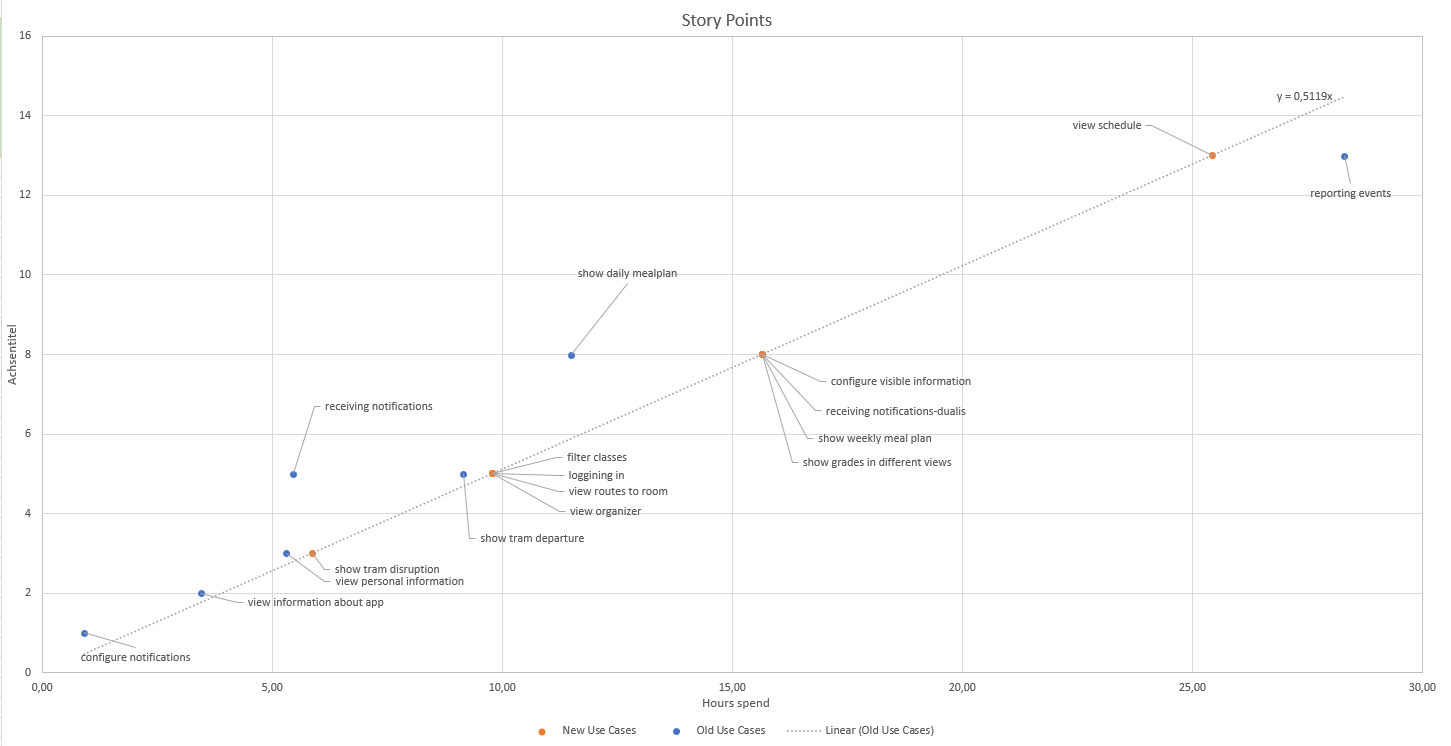 Story Points
16
14
12
10
8
6
4
2
0
Achsentitel
y = 0,5119x
view schedule
reporting events
show daily mealplan
configure visible information
receiving notifications
receiving notifications-dualis
show weekly meal plan
filter classes
show grades in different views
loggining in
view routes to room
view organizer
show tram departure
show tram disruption
view personal information
view information about app
configure notifications
0,00 5,00 10,00 15,00 20,00 25,00 30,00
Hours spend
New Use Cases Old Use Cases Linear (Old Use Cases)